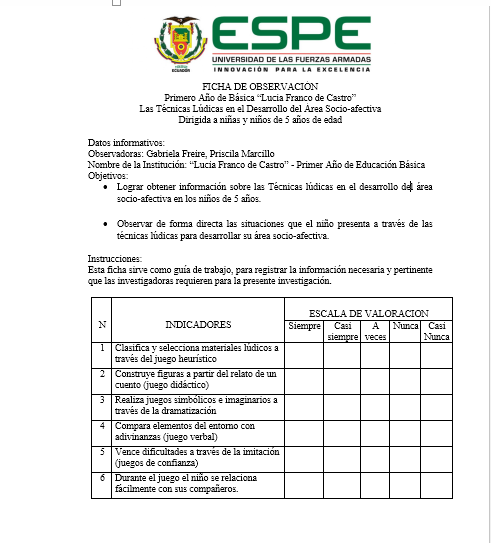 ESPE
UNIVERSIDAD DE LAS FUERZAS ARMADAS
INNOVACIÓN PARA LA EXCELENCIA
ECUADOR
FICHA DE OBSERVACIÓN
Primero Año de Básica “Lucia Franco de Castro”
Las Técnicas Lúdicas en el Desarrollo del Area Socio-afectiva
Dirigida a niñas y niños de 5 años de edad
Datos informativos:
Observadoras: Gabriela Freire, Priscila Marcillo
Nombre de la Institución: “Lucia Franco de Castro” - Primer Año de Educación Básica
Objetivos:
• Lograr obtener información sobre las Técnicas lúdicas en el desarrollo del área
socio-afectiva en los niños de 5 años.
• Observar de forma directa las situaciones que el niño presenta a través de las
técnicas lúdicas para desarrollar su área socio-afectiva.
Instrucciones:
Esta ficha sirve como guía de trabajo, para registrar la información necesaria y pertinente
que las investigadoras requieren para la presente investigación.
N INDICADORES ESCALA DE VALORACION
Siempre Casi siempre A veces Nunca Casi Nunca
1 Clasifica y selecciona materiales lúdicos a
través del juego heurístico
2 Construye figuras a partir del relato de un
cuento (juego didáctico)
3 Realiza juegos simbólicos e imaginarios a
través de la dramatización
4 Compara elementos del entorno con
adivinanzas (juego verbal)
5 Vence dificultades a través de la imitación
(juegos de confianza)
6 Durante el juego el niño se relaciona
fácilmente con sus compañeros.